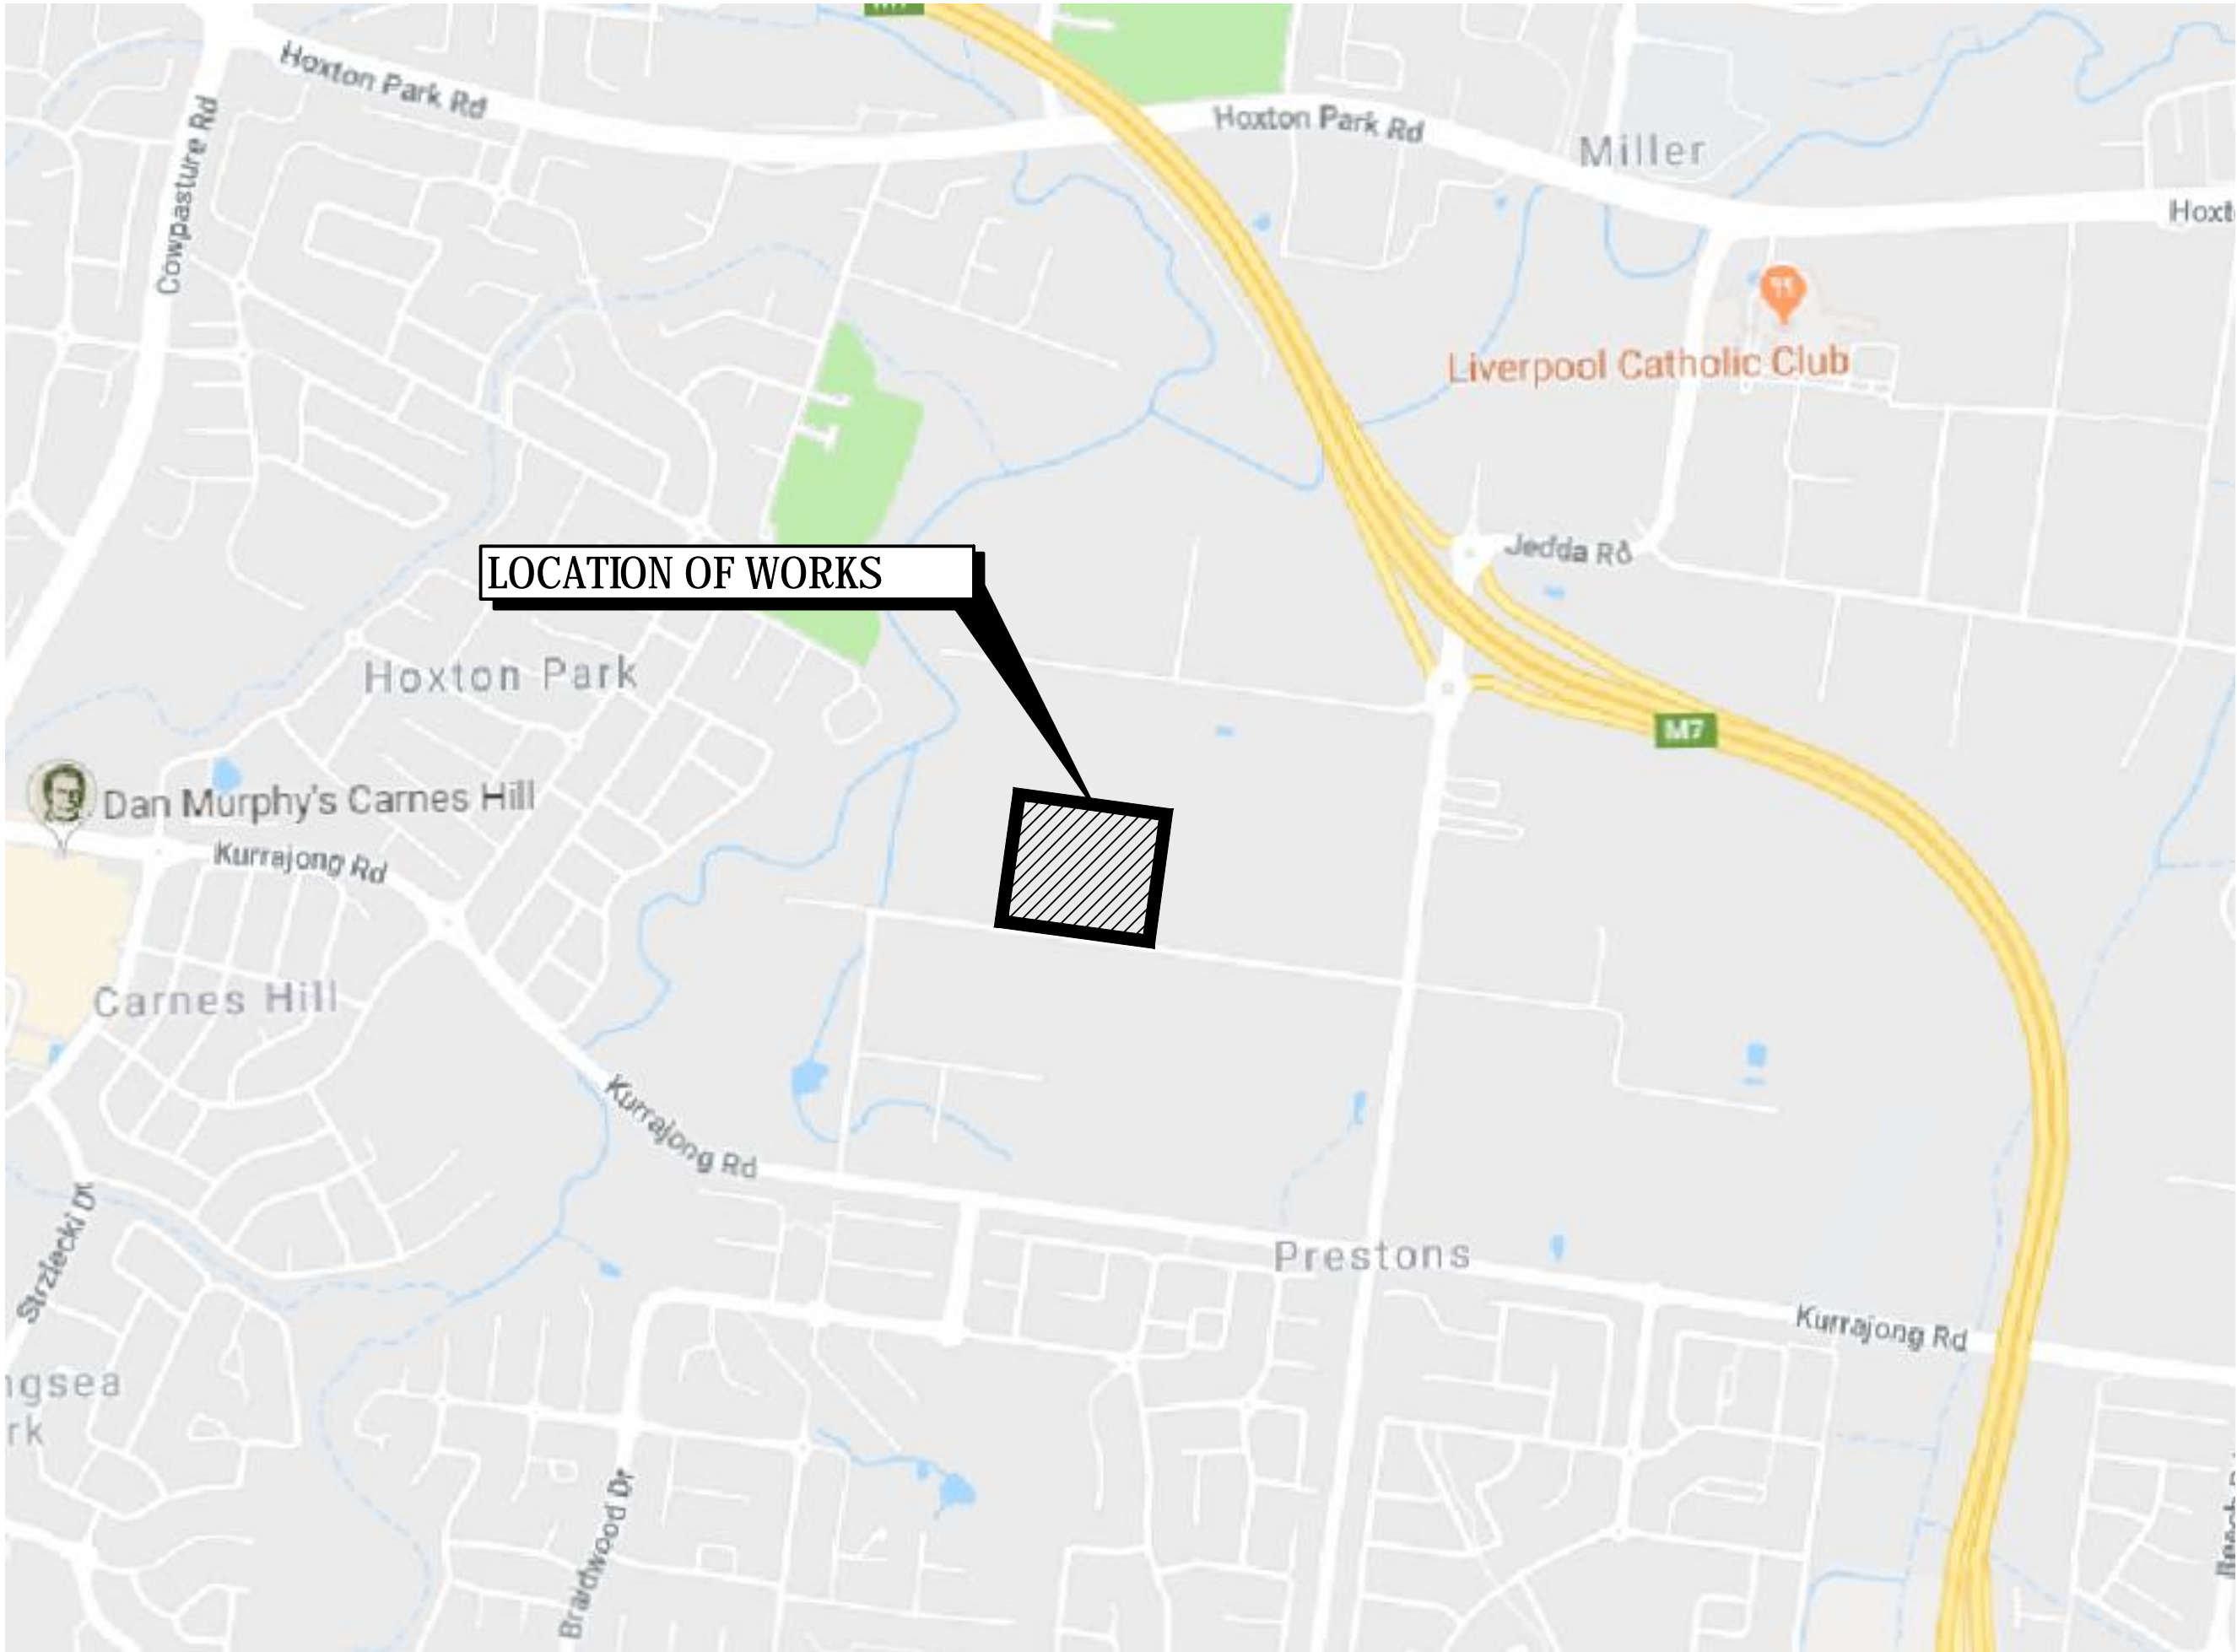 Hoxton Park Rd
Hoxton Park Rd
Miller
Cowpasture Rd
Hoxt
Liverpool Catholic Club
Jedda Rd
LOCATION OF WORKS
Hoxton Park
M7
Dan Murphy's Carnes Hill
Kurrajong Rd
Carnes Hill
Kurrajong Rd
Strzlecki Dr
Prestons
Kurrajong Rd
ngsea
rk
Braidwood Dr